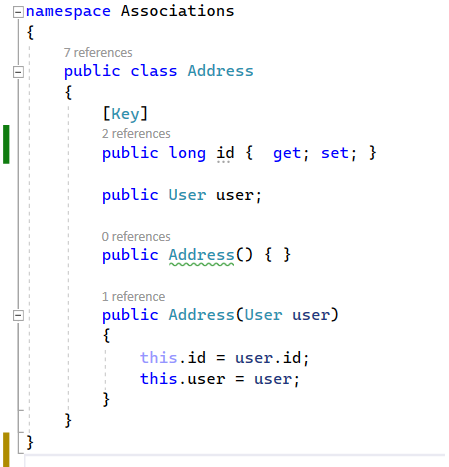 namespace Associations
{
7 references
public class Address
{
[Key]
2 references
public long id {  get; set; }
public User user;
0 references
public Address() { }
1 reference
public Address(User user)
{
this.id = user.id;
this.user = user;
}
}
}